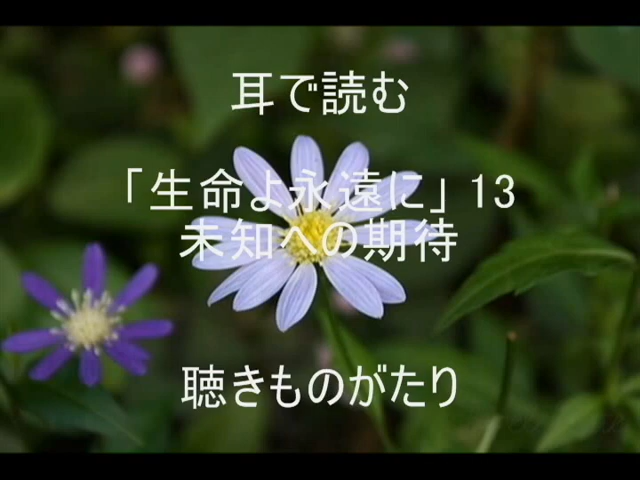 耳で読む
「生命よ永遠に」13
未知への期待
聴きものがたり